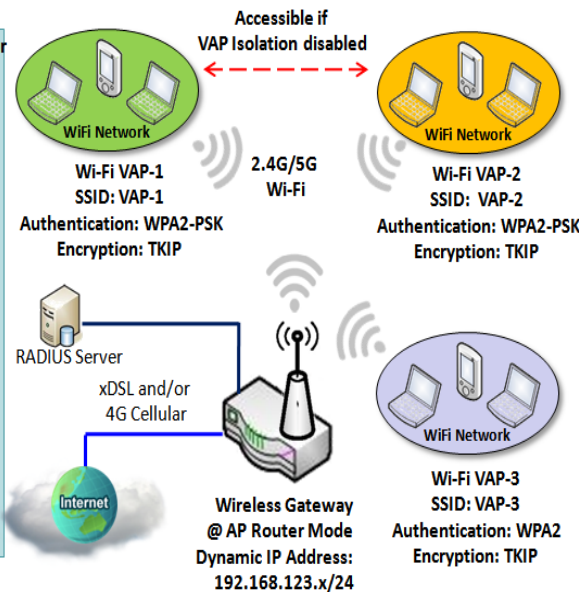 Accessible if
VAP Isolation disabled
r
WiFi Network
WiFi Network
Wi-Fi VAP-1
SSID: VAP-1
Authentication: WPA2-PSK
Encryption: TKIP
2.4G/5G
Wi-Fi
Wi-Fi VAP-2
SSID: VAP-2
Authentication: WPA2-PSK
Encryption: TKIP
RADIUS Server
xDSL and/or
4G Cellular
Internet
WiFi Network
Wireless Gateway
@ AP Router Mode
Dynamic IP Address:
192.168.123.x/24
Wi-Fi VAP-3
SSID: VAP-3
Authentication: WPA2
Encryption: TKIP